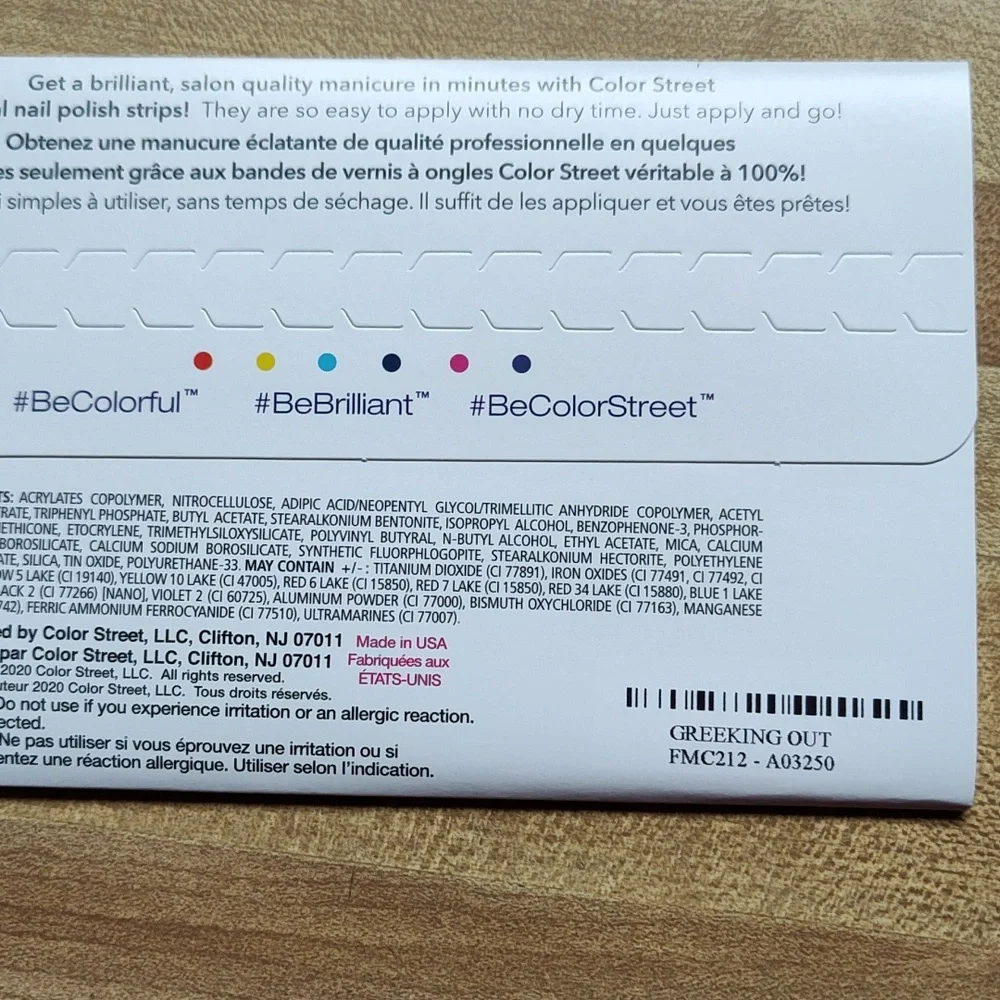 Get a brilliant, salon quality manicure in minutes with Color Street
l nail polish strips! They are so easy to apply with no dry time. Just apply and go!
Obtenez une manucure éclatante de qualité professionnelle en quelques
es seulement grâce aux bandes de vernis à ongles Color Street véritable à 100%!
i simples à utiliser, sans temps de séchage. Il suffit de les appliquer et vous êtes prêtes!
#BeColorful™ #BeBrilliant™ #BeColorStreet™
TS: ACRYLATES COPOLYMER, NITROCELLULOSE, ADIPIC ACID/NEOPENTYL GLYCOL/TRIMELLITIC ANHYDRIDE COPOLYMER, ACETYL
RATE, TRIPHENYL PHOSPHATE, BUTYL ACETATE, STEARALKONIUM BENTONITE, ISOPROPYL ALCOHOL, BENZOPHENONE-3, PHOSPHOR-
ETHICONE, ETOCRYLENE, TRIMETHYLSILOXYSILICATE, POLYVINYL BUTYRAL, N-BUTYL ALCOHOL, ETHYL ACETATE, MICA, CALCIUM
BOROSILICATE, CALCIUM SODIUM BOROSILICATE, SYNTHETIC FLUORPHLOGOPITE, STEARALKONIUM HECTORITE, POLYETHYLENE
ATE, SILICA, TIN OXIDE, POLYURETHANE-33. MAY CONTAIN +/- : TITANIUM DIOXIDE (CI 77891), IRON OXIDES (CI 77491, CI 77492, CI
OW 5 LAKE (CI 19140), YELLOW 10 LAKE (CI 47005), RED 6 LAKE (CI 15850), RED 7 LAKE (CI 15850), RED 34 LAKE (CI 15880), BLUE 1 LAKE
ACK 2 (CI 77266) [NANO], VIOLET 2 (CI 60725), ALUMINUM POWDER (CI 77000), BISMUTH OXYCHLORIDE (CI 77163), MANGANESE
742), FERRIC AMMONIUM FERROCYANIDE (CI 77510), ULTRAMARINES (CI 77007).
ed by Color Street, LLC, Clifton, NJ 07011 Made in USA
par Color Street, LLC, Clifton, NJ 07011 Fabriquées aux
2020 Color Street, LLC. All rights reserved. ÉTATS-UNIS
uteur 2020 Color Street, LLC. Tous droits réservés.
Do not use if you experience irritation or an allergic reaction.
ected.
Ne pas utiliser si vous éprouvez une irritation ou si
entez une réaction allergique. Utiliser selon l'indication.
GREEKING OUT
FMC212 - A03250